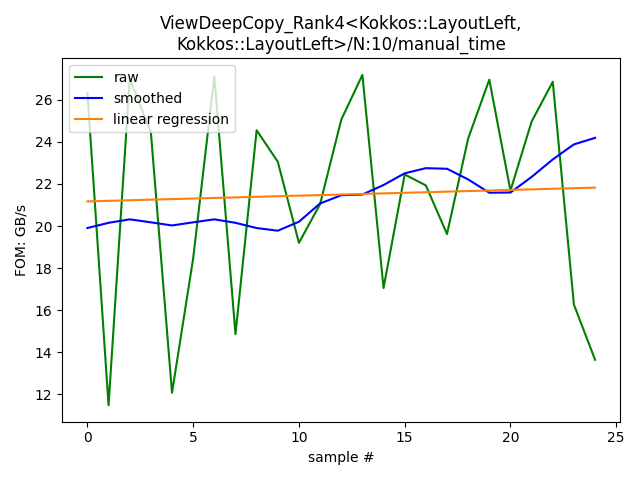 ViewDeepCopy_Rank4<Kokkos::LayoutLeft,
Kokkos::LayoutLeft>/N:10/manual_time
raw
smoothed
linear regression
FOM: GB/s
26
24
22
20
18
16
14
12
0
5
10
15
20
25
sample #